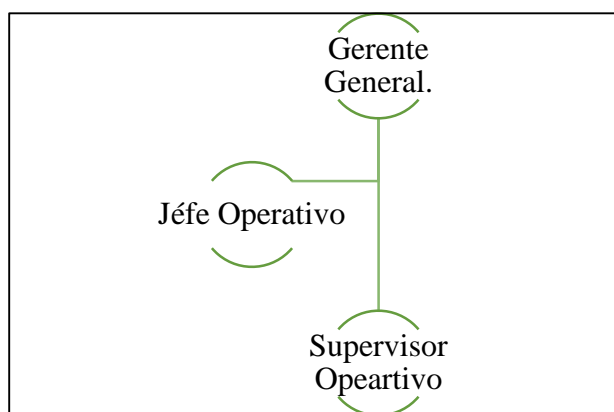 Gerente
General.
Jéfe Operativo
Supervisor
Opeartivo